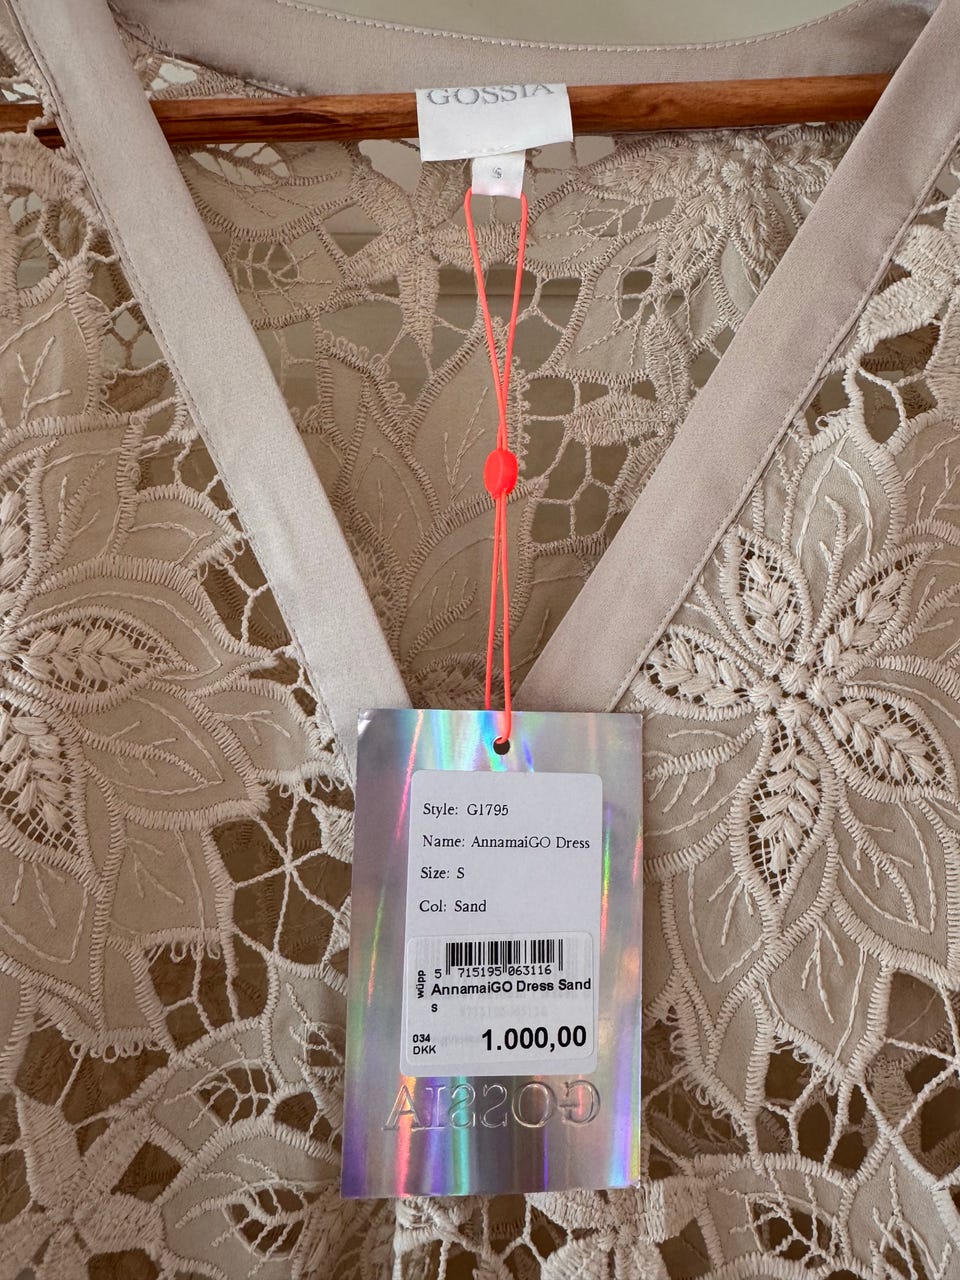 GOSSIA
S
Style: G1795
Name: AnnamaiGO Dress
Size: S
Col: Sand
wüpp
5 715195 063116
AnnamaiGO Dress Sand
S
034
DKK
1.000,00
GOSSIA